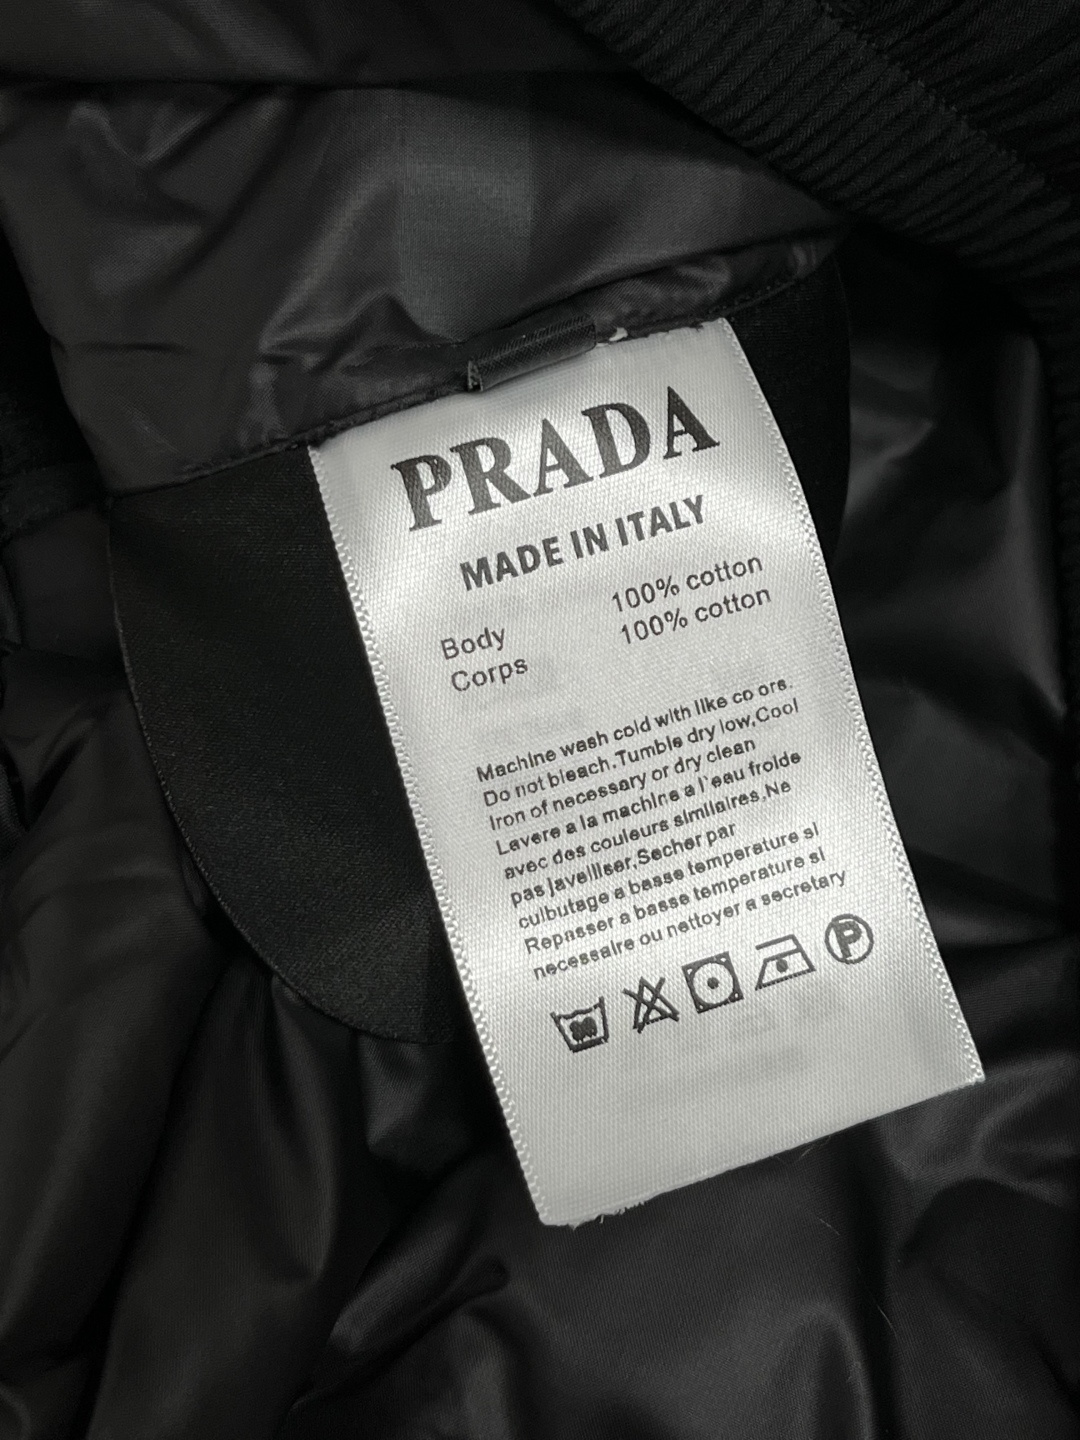 PRADA
MADE IN ITALY
Body 100% cotton
Corps 100% cotton
Machine wash cold with like co ors.
Do not bleach.Tumble dry low,Cool
Iron of necessary or dry clean
Lavere a la machine a l'eau froide
avec des couleurs similaires,Ne
pas javelliser,Secher par
culbutage a basse temperature si
Repasser a basse temperature si
necessaire ou nettoyer a secretary
P